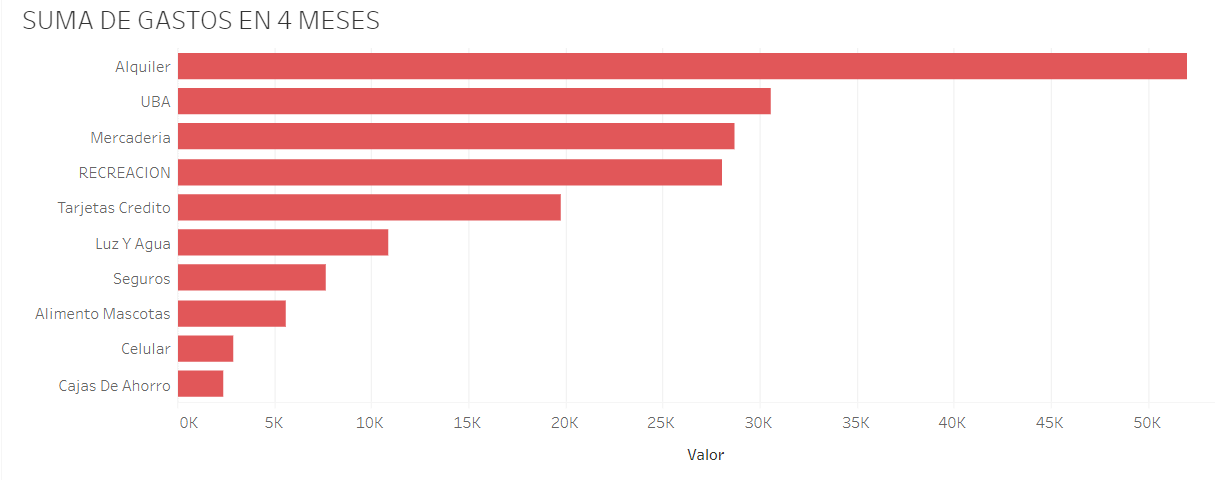 SUMA DE GASTOS EN 4 MESES
Alquiler
UBA
Mercaderia
RECREACION
Tarjetas Credito
Luz Y Agua
Seguros
Alimento Mascotas
Celular
Cajas De Ahorro
0K 5K 10K 15K 20K 25K 30K 35K 40K 45K 50K
Valor